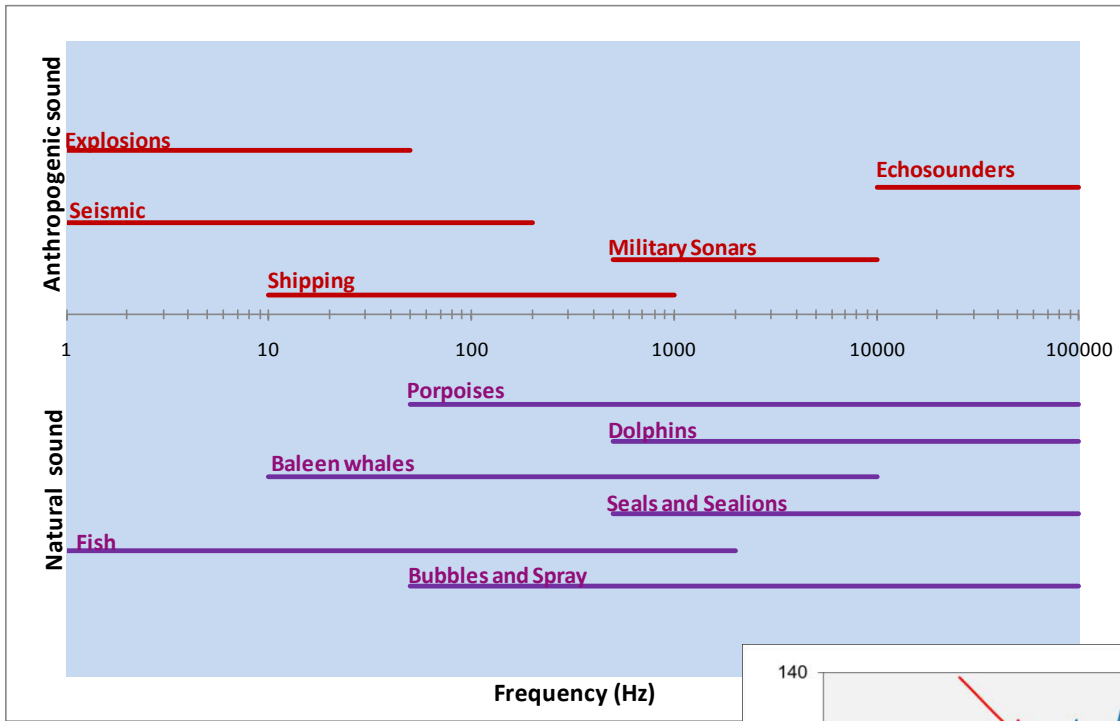 Anthropogenic sound
Explosions
Echosounders
Seismic
Military Sonars
Shipping
1 10 100 1000 10000 100000
Natural sound
Porpoises
Dolphins
Baleen whales
Seals and Sealions
Fish
Bubbles and Spray
Frequency (Hz)
140